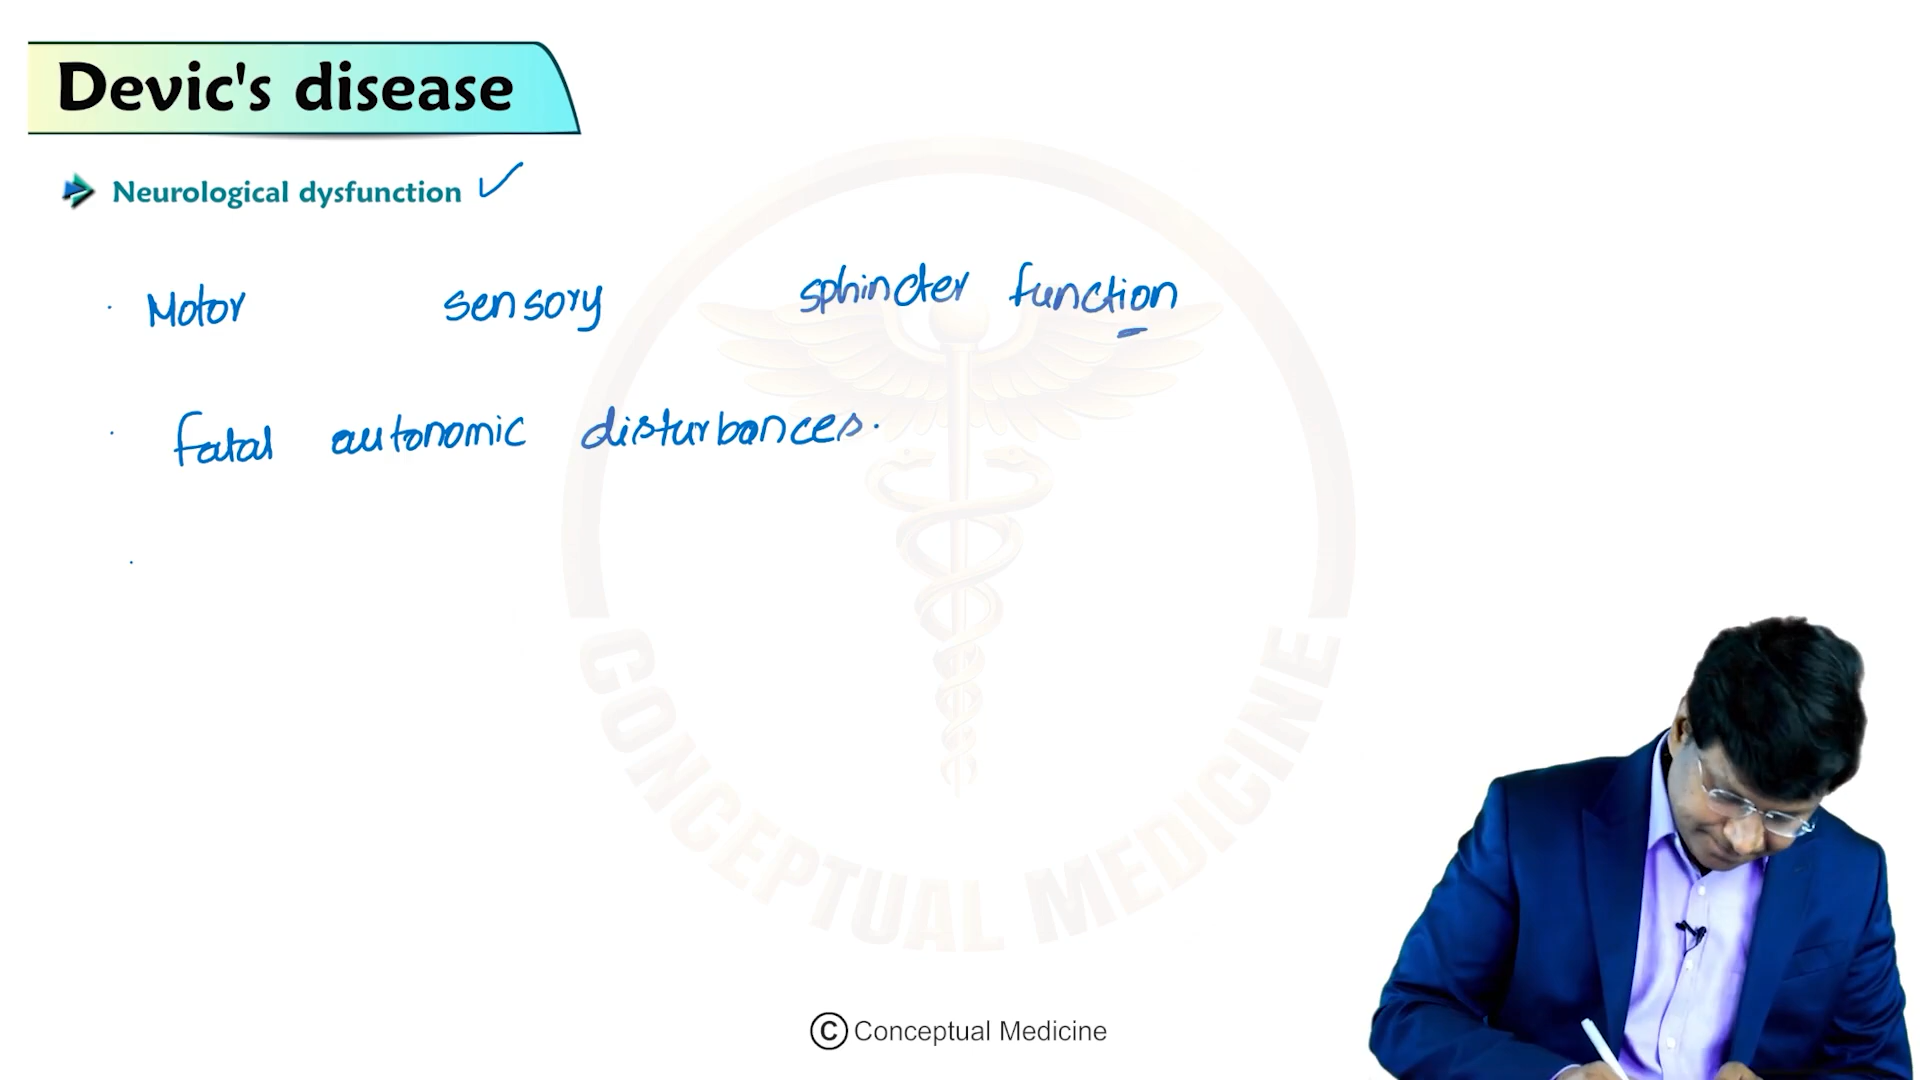 Devic's disease
Neurological dysfunction
Motor sensory sphincter function
fatal autonomic disturbances.
CONCEPTUAL MEDICINE
© Conceptual Medicine